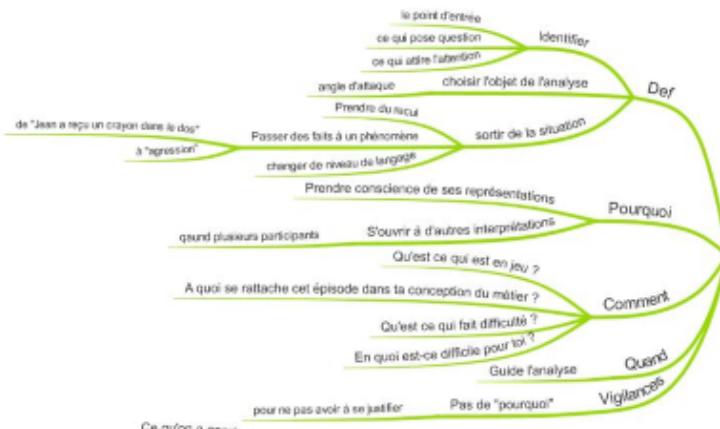 le point d'entrée
ce qui pose question
ce qui attire l'attention
Identifier
angle d'attaque
choisir l'objet de l'analyse
Def
Prendre du recul
de "Jean a reçu un crayon dans le dos"
à "agression"
Passer des faits à un phénomène
changer de niveau de langage
sortir de la situation
Prendre conscience de ses représentations
qaund plusieurs participants
S'ouvrir à d'autres interprétations
Pourquoi
Qu'est ce qui est en jeu ?
A quoi se rattache cet épisode dans ta conception du métier ?
Qu'est ce qui fait difficulté ?
En quoi est-ce difficile pour toi ?
Comment
Guide l'analyse
Quand
pour ne pas avoir à se justifier
Pas de "pourquoi"
Vigilances
Ce qu'on a